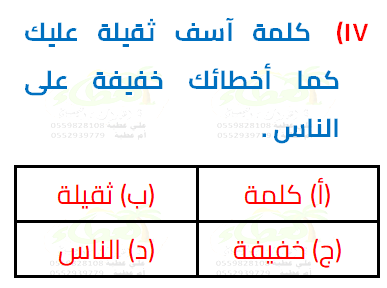 ١٧) كلمة آسف ثقيلة عليك
كما أخطائك خفيفة على
الناس .
(أ) كلمة
(ب) ثقيلة
(ج) خفيفة
(د) الناس